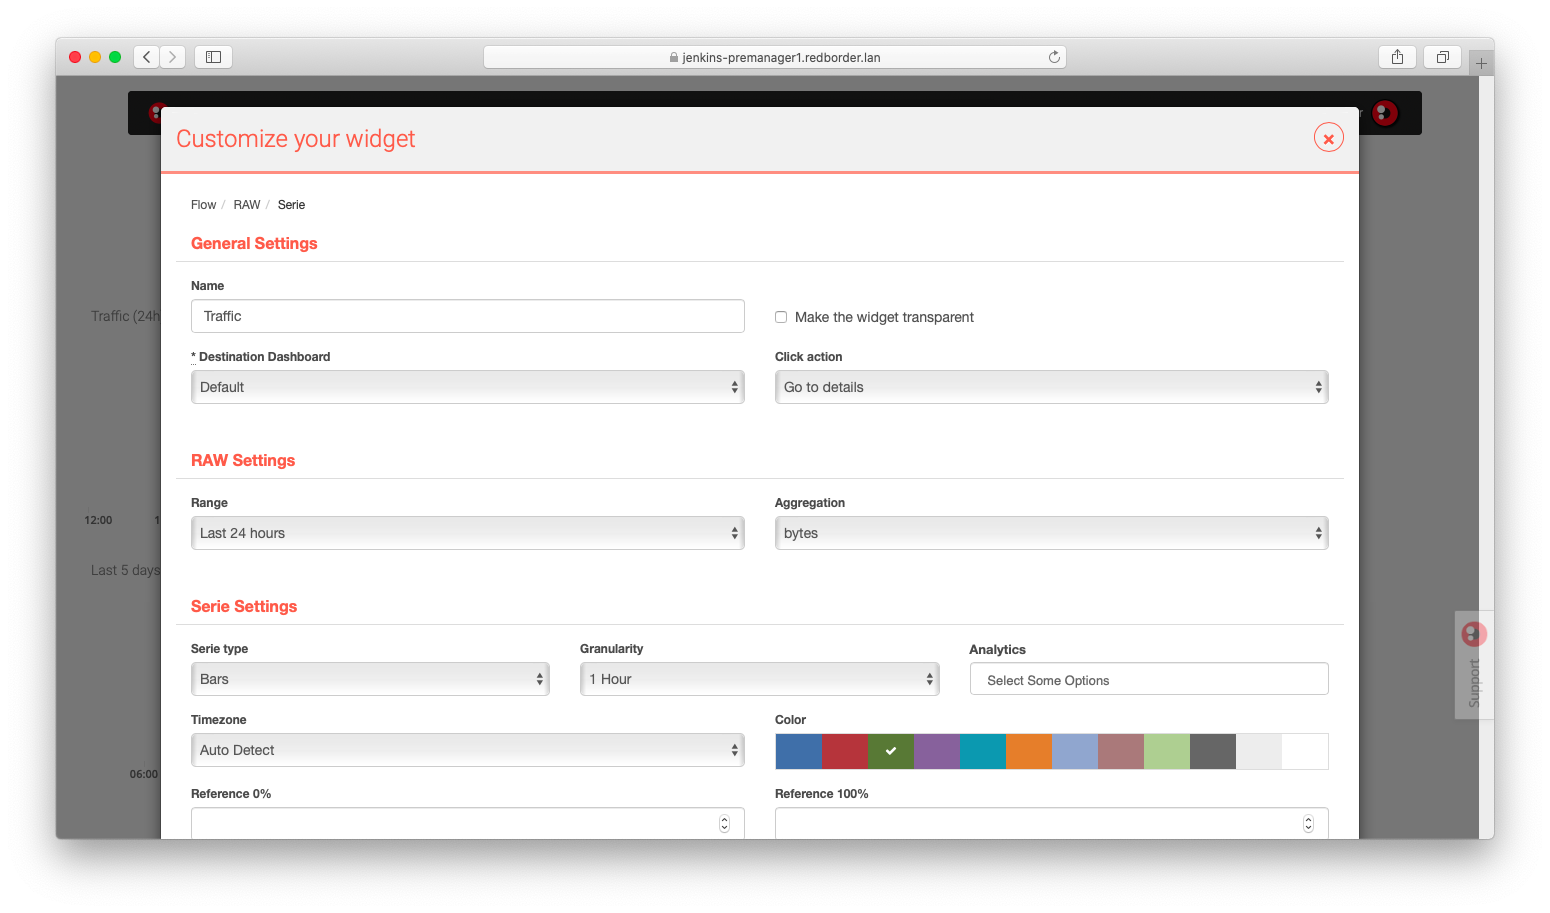 jenkins-premanager1.redborder.lan
Customize your widget
Flow / RAW / Serie
General Settings
Name
Traffic
Make the widget transparent
* Destination Dashboard
Click action
Default
Go to details
RAW Settings
Range
Aggregation
Last 24 hours
bytes
Serie Settings
Serie type
Granularity
Analytics
Bars
1 Hour
Select Some Options
Timezone
Color
Auto Detect
Reference 0%
Reference 100%
Traffic (24h
12:00
1
Last 5 days
06:00
r
Support